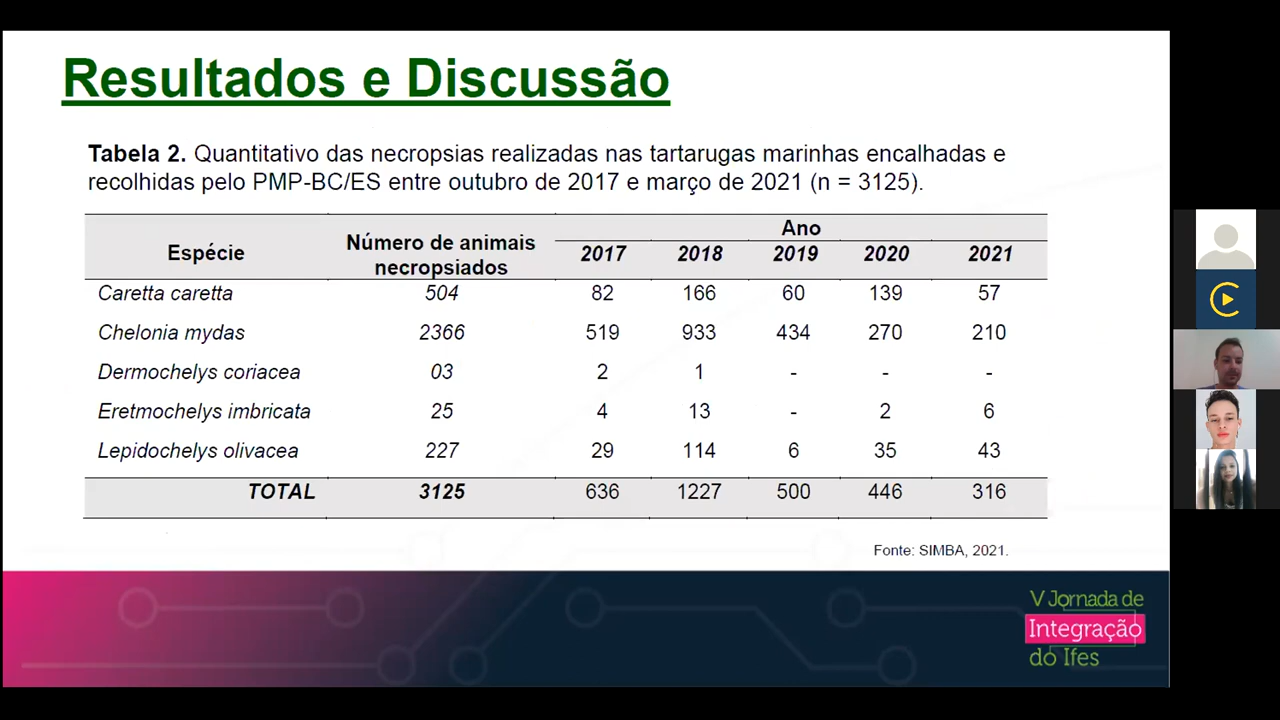 Resultados e Discussão
Tabela 2. Quantitativo das necropsias realizadas nas tartarugas marinhas encalhadas e
recolhidas pelo PMP-BC/ES entre outubro de 2017 e março de 2021 (n = 3125).
Espécie Número de animais necropsiados Ano
2017 2018 2019 2020 2021
Caretta caretta 504 82 166 60 139 57
Chelonia mydas 2366 519 933 434 270 210
Dermochelys coriacea 03 2 1 - - -
Eretmochelys imbricata 25 4 13 - 2 6
Lepidochelys olivacea 227 29 114 6 35 43
TOTAL 3125 636 1227 500 446 316
Fonte: SIMBA, 2021.
V Jornada de
Integração
do Ifes